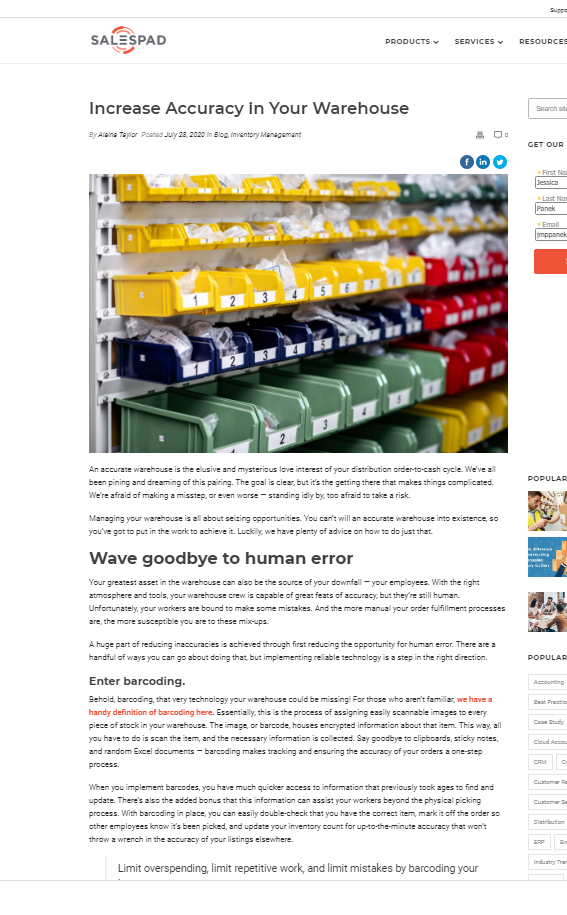 Suppo
SALESPAD
PRODUCTS SERVICES RESOURCES
Increase Accuracy in Your Warehouse
Search site
By Alaina Taylor Posted July 28, 2020 In Blog, Inventory Management
0
GET OUR
* First Na
Jessica
* Last Na
Panek
* Email
jmppanek
1 2 3 4 5 6 7
1 2 3 4 5
1 2 3
An accurate warehouse is the elusive and mysterious love interest of your distribution order-to-cash cycle. We've all
been pining and dreaming of this pairing. The goal is clear, but it's the getting there that makes things complicated.
We're afraid of making a misstep, or even worse — standing idly by, too afraid to take a risk.
POPULAR
Managing your warehouse is all about seizing opportunities. You can't will an accurate warehouse into existence, so
you've got to put in the work to achieve it. Luckily, we have plenty of advice on how to do just that.
Wave goodbye to human error
Your greatest asset in the warehouse can also be the source of your downfall — your employees. With the right
atmosphere and tools, your warehouse crew is capable of great feats of accuracy, but they're still human.
Unfortunately, your workers are bound to make some mistakes. And the more manual your order fulfillment processes
are, the more susceptible you are to these mix-ups.
A huge part of reducing inaccuracies is achieved through first reducing the opportunity for human error. There are a
handful of ways you can go about doing that, but implementing reliable technology is a step in the right direction.
POPULAR
Enter barcoding.
Behold, barcoding, that very technology your warehouse could be missing! For those who aren't familiar, we have a
handy definition of barcoding here. Essentially, this is the process of assigning easily scannable images to every
piece of stock in your warehouse. The image, or barcode, houses encrypted information about that item. This way, all
you have to do is scan the item, and the necessary information is collected. Say goodbye to clipboards, sticky notes,
and random Excel documents — barcoding makes tracking and ensuring the accuracy of your orders a one-step
process.
When you implement barcodes, you have much quicker access to information that previously took ages to find and
update. There's also the added bonus that this information can assist your workers beyond the physical picking
process. With barcoding in place, you can easily double-check that you have the correct item, mark it off the order so
other employees know it's been picked, and update your inventory count for up-to-the-minute accuracy that won't
throw a wrench in the accuracy of your listings elsewhere.
Limit overspending, limit repetitive work, and limit mistakes by barcoding your
Accounting
Best Practice
Case Study
Cloud Accou
CRM
Customer Re
Customer Se
Distribution
ERP Ev
Industry Tren